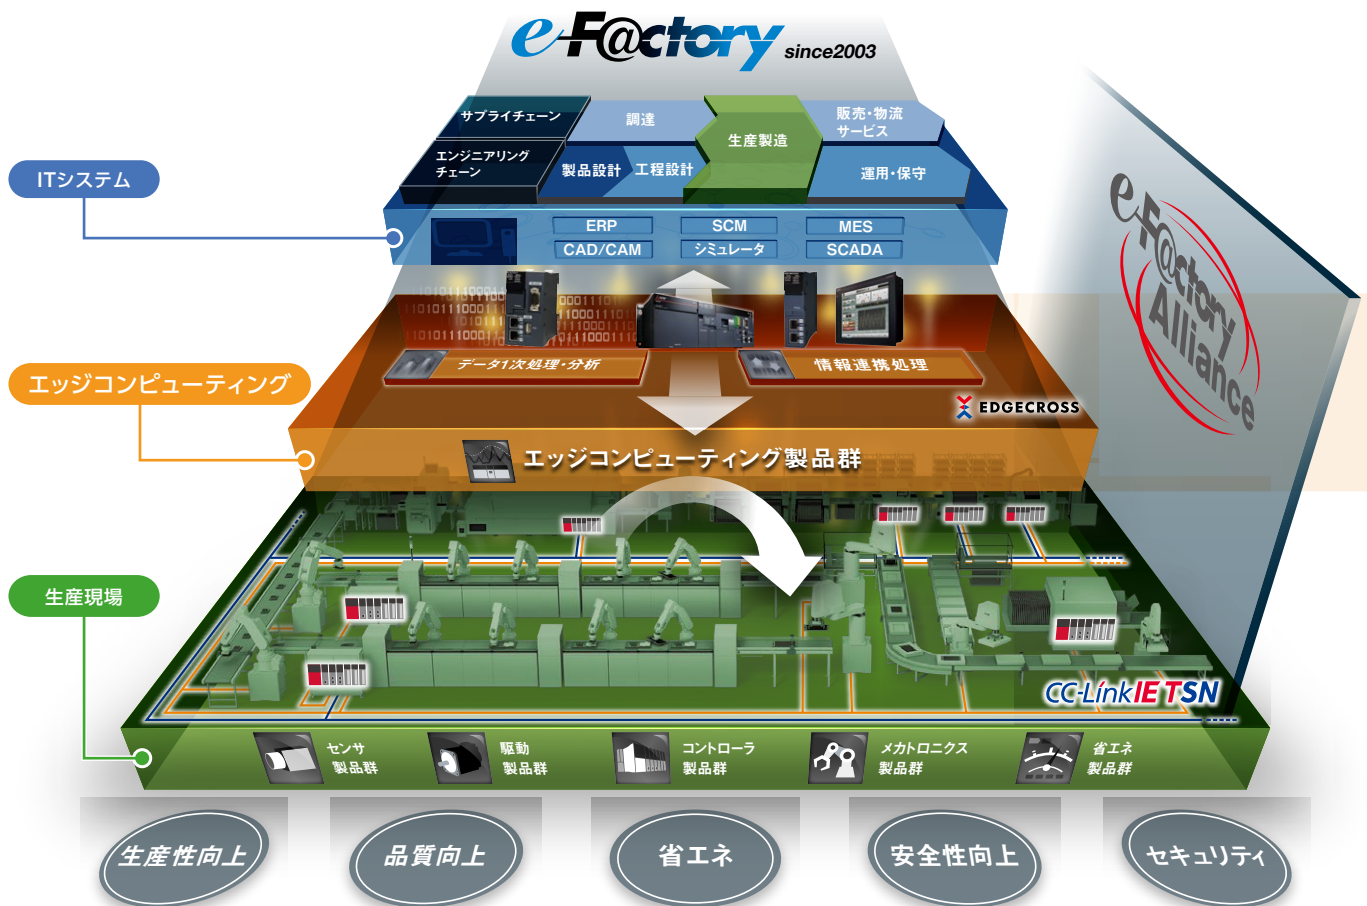 e-F@ctory since2003
サプライチェーン
調達
生産製造
販売・物流
サービス
エンジニアリング
チェーン
製品設計
工程設計
運用・保守
ITシステム
ERP
SCM
MES
CAD/CAM
シミュレータ
SCADA
e-F@ctory
Alliance
データ1次処理・分析
情報連携処理
エッジコンピューティング
EDGECROSS
エッジコンピューティング製品群
生産現場
CC-Link IE TSN
センサ
製品群
駆動
製品群
コントローラ
製品群
メカトロニクス
製品群
省エネ
製品群
生産性向上
品質向上
省エネ
安全性向上
セキュリティ